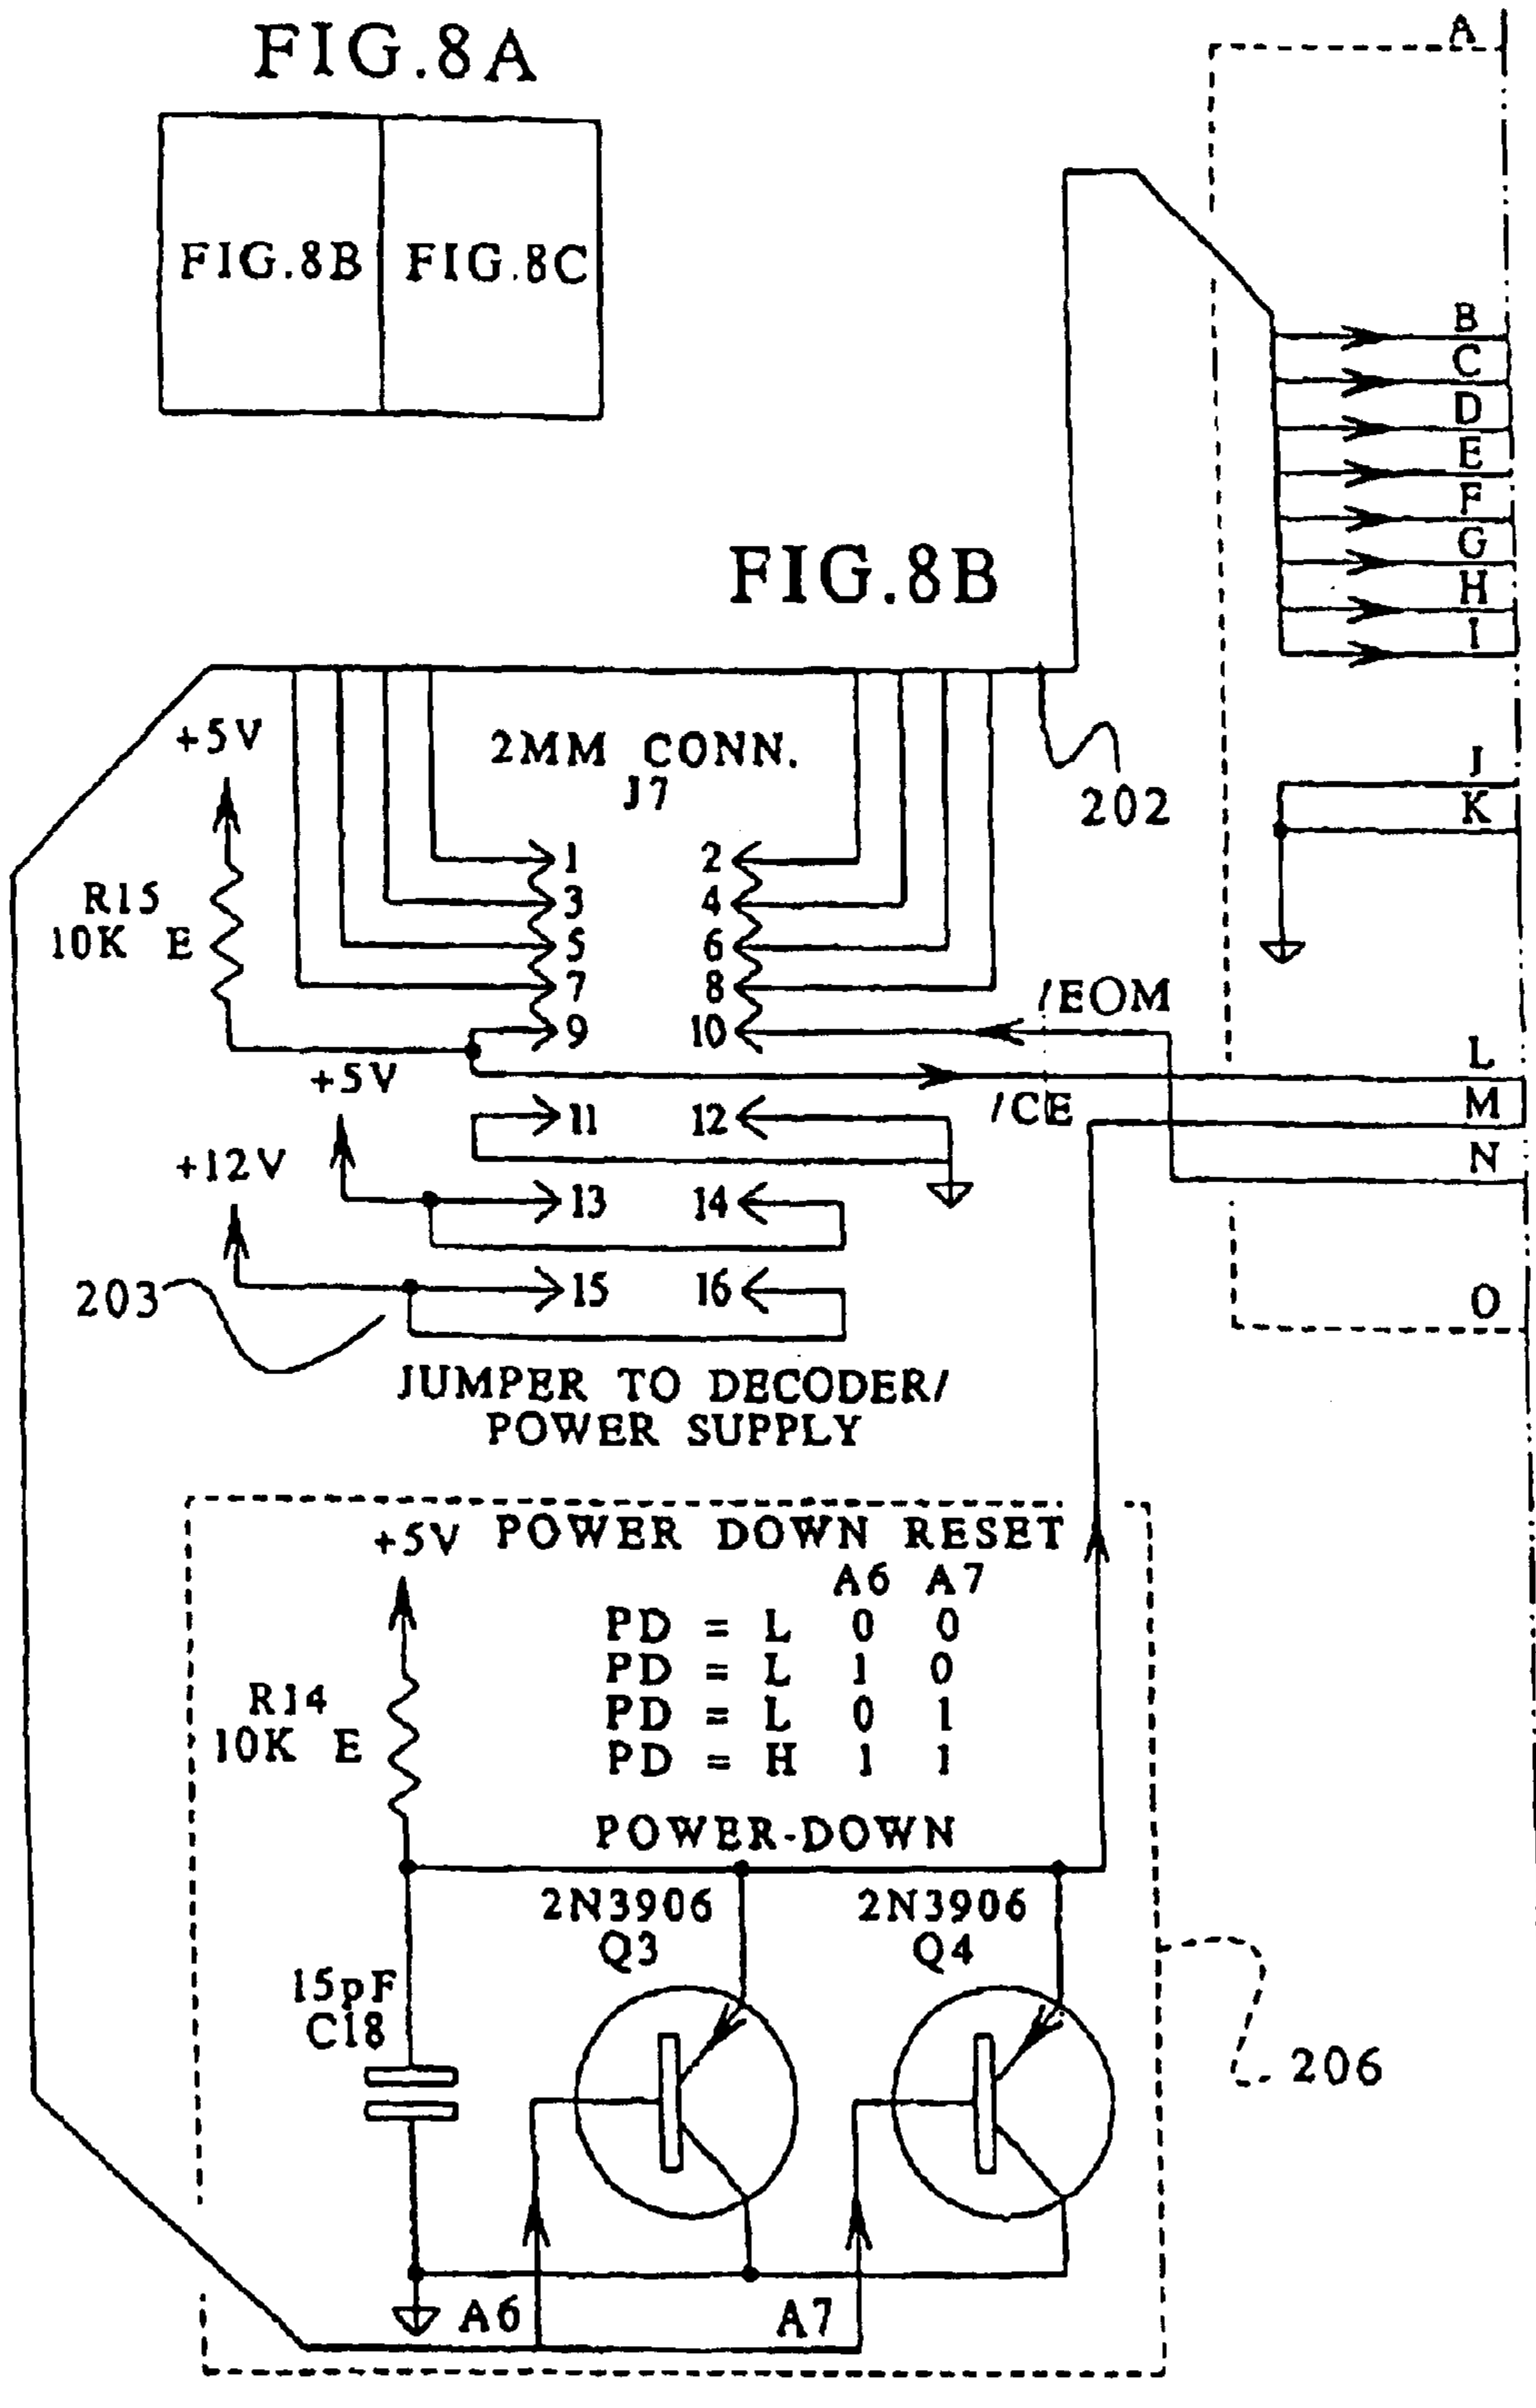 FIG.8A
FIG.8B FIG.8C
A
B
C
D
E
F
G
H
I
FIG.8B
+5V
2MM CONN.
J7
202
J
K
R15
10K E
1 2
3 4
5 6
7 8
9 10
/EOM
+5V
/CE
L
M
N
11 12
+12V
13 14
203
15 16
O
JUMPER TO DECODER/
POWER SUPPLY
+5V POWER DOWN RESET
A6 A7
PD = L 0 0
PD = L 1 0
PD = L 0 1
PD = H 1 1
R14
10K E
POWER-DOWN
2N3906
Q3
2N3906
Q4
15pF
C18
206
A6
A7